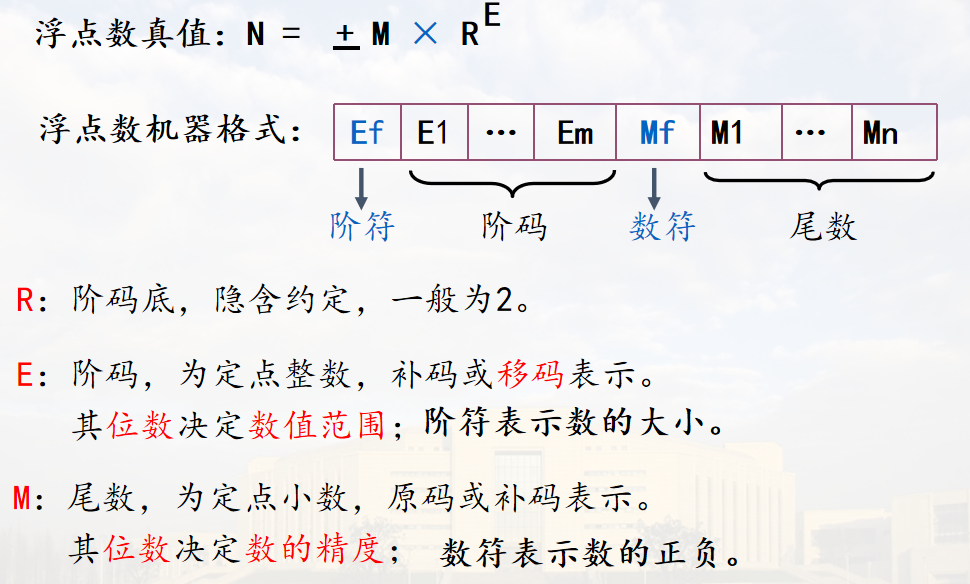 浮点数真值：N = ± M × R^E
浮点数机器格式：
Ef E1 … Em Mf M1 … Mn
阶符 阶码 数符 尾数
R：阶码底，隐含约定，一般为2。
E：阶码，为定点整数，补码或移码表示。
其位数决定数值范围；阶符表示数的大小。
M：尾数，为定点小数，原码或补码表示。
其位数决定数的精度； 数符表示数的正负。